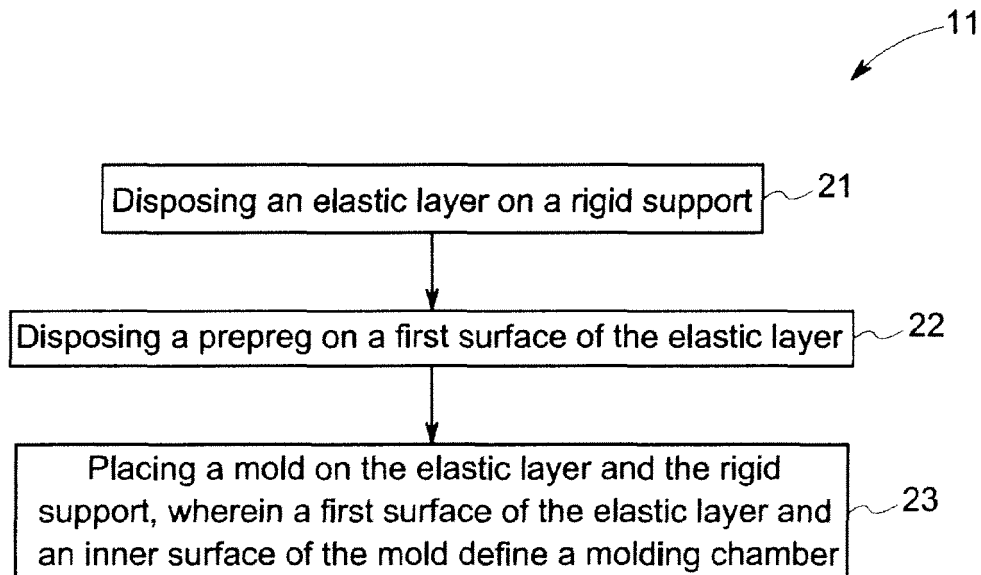 11
Disposing an elastic layer on a rigid support
21
Disposing a prepreg on a first surface of the elastic layer
22
Placing a mold on the elastic layer and the rigid
support, wherein a first surface of the elastic layer and
an inner surface of the mold define a molding chamber
23